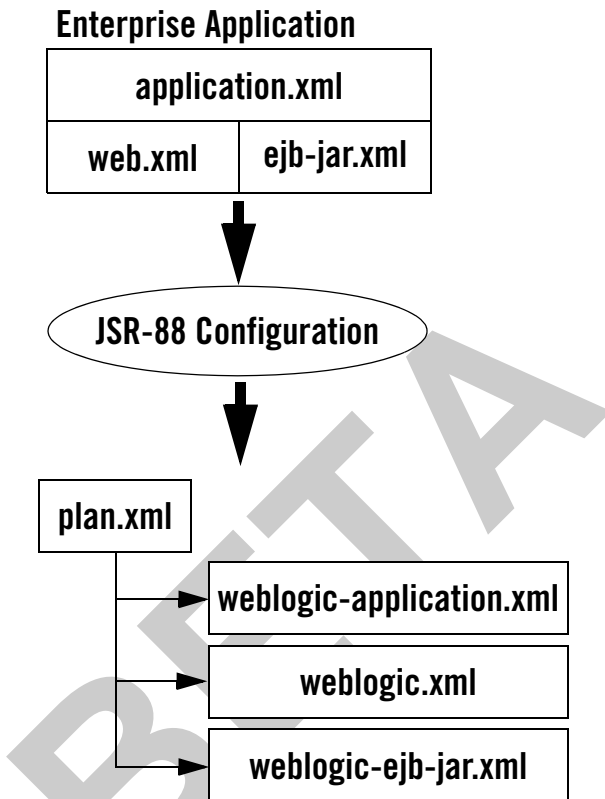 Enterprise Application
application.xml
web.xml
ejb-jar.xml
JSR-88 Configuration
plan.xml
weblogic-application.xml
weblogic.xml
weblogic-ejb-jar.xml
BETA